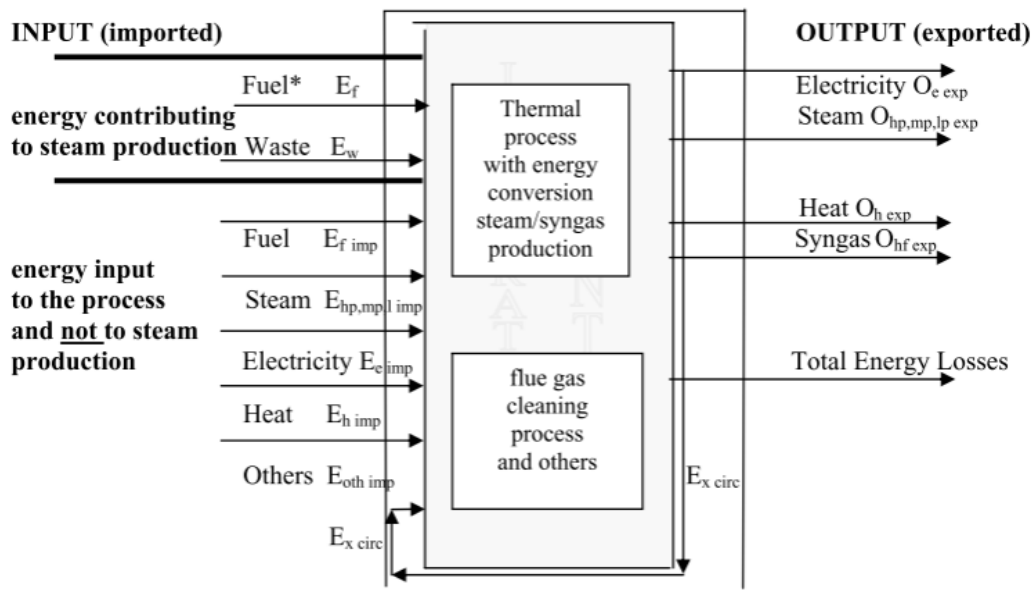 INPUT (imported)
OUTPUT (exported)
Fuel* E_f
energy contributing
to steam production
Waste E_w
Fuel E_f imp
energy input
to the process
and not to steam
production
Steam E_hp,mp,l imp
Electricity E_e imp
Heat E_h imp
Others E_oth imp
E_x circ
Thermal
process
with energy
conversion
steam/syngas
production
flue gas
cleaning
process
and others
Electricity O_e exp
Steam O_hp,mp,lp exp
Heat O_h exp
Syngas O_hf exp
Total Energy Losses
E_x circ